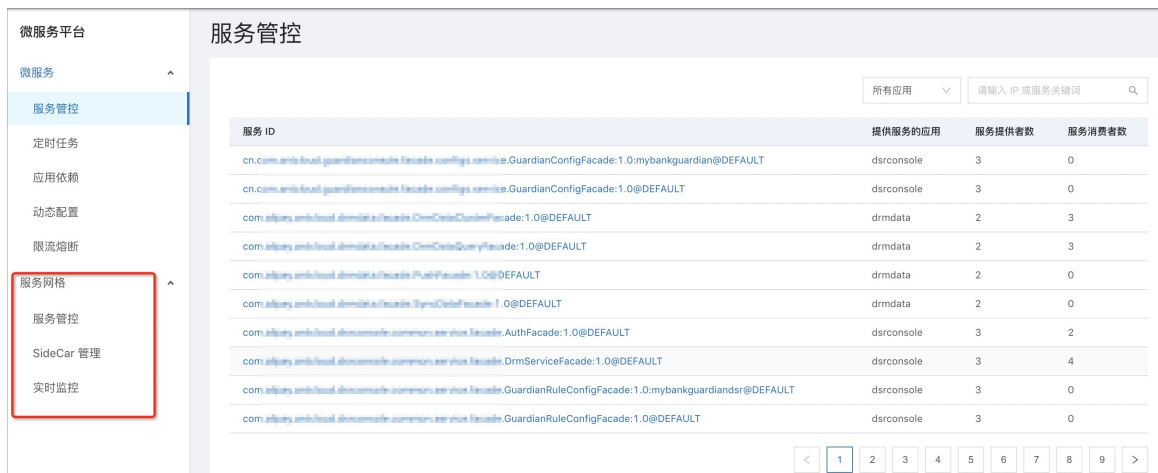 微服务平台
服务管控
微服务
服务管控
定时任务
应用依赖
动态配置
限流熔断
服务网格
服务管控
SideCar 管理
实时监控
所有应用 请输入 IP 或服务关键词
服务 ID 提供服务的应用 服务提供者数 服务消费者数
.GuardianConfigFacade:1.0:mybankguardian@DEFAULT dsrconsole 3 0
.GuardianConfigFacade:1.0@DEFAULT dsrconsole 3 0
:1.0@DEFAULT drmdata 2 3
:1.0@DEFAULT drmdata 2 3
DEFAULT drmdata 2 0
.0@DEFAULT drmdata 2 0
.AuthFacade:1.0@DEFAULT dsrconsole 3 2
.DrmServiceFacade:1.0@DEFAULT dsrconsole 3 4
.GuardianRuleConfigFacade:1.0:mybankguardiandsr@DEFAULT dsrconsole 3 0
.GuardianRuleConfigFacade:1.0@DEFAULT dsrconsole 3 0
< 1 2 3 4 5 6 7 8 9 >